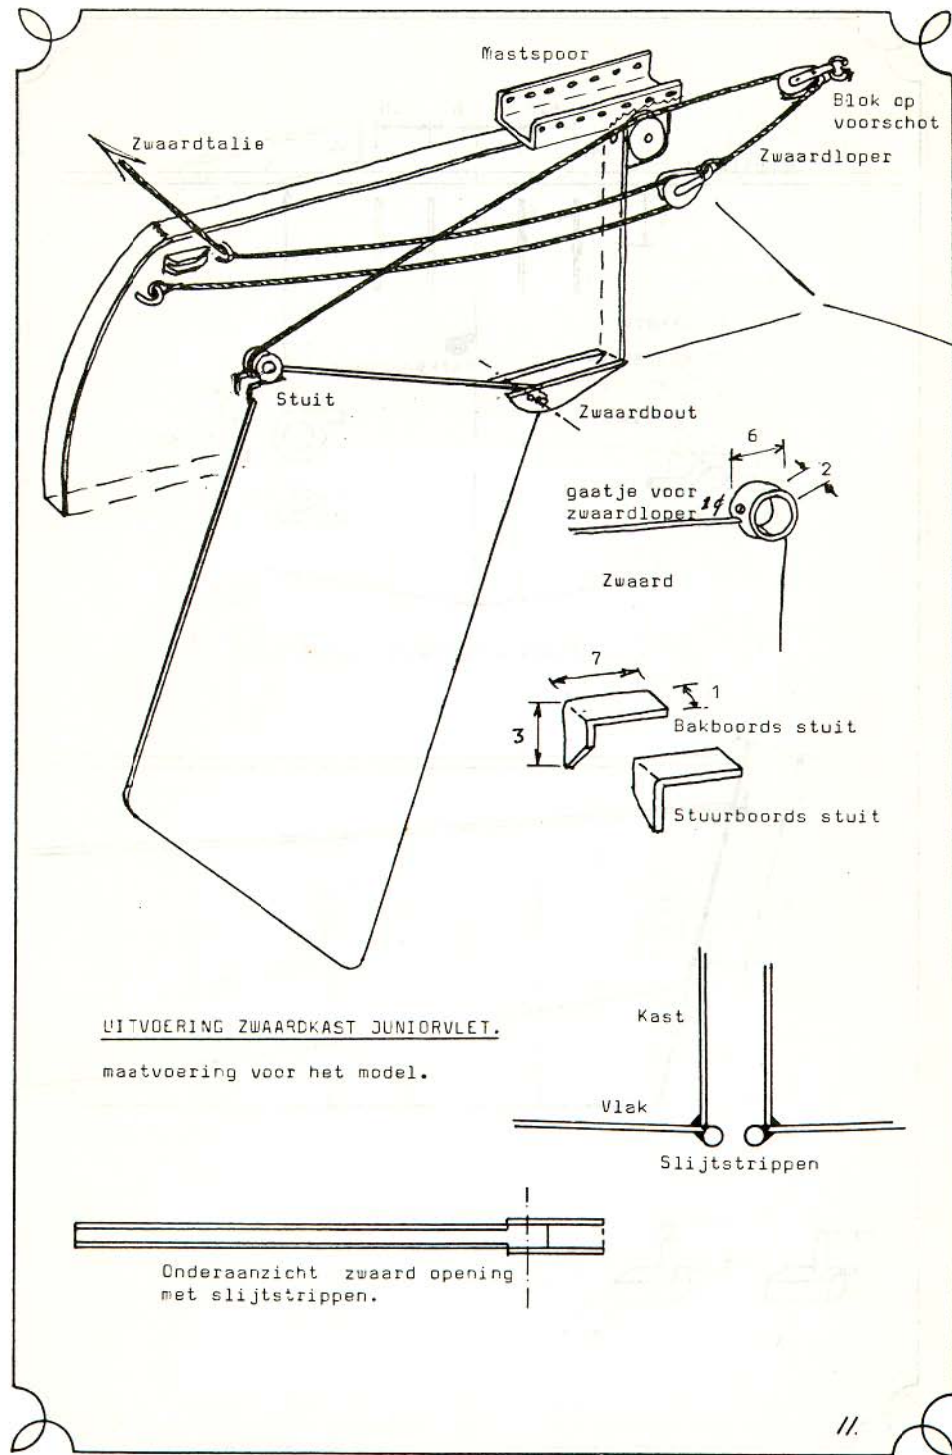 Mastspoor
Blok op
voorschot
Zwaardtalie
Zwaardloper
Stuit
Zwaardbout
6
2
gaatje voor
zwaardloper 1¢
Zwaard
7
1
3
Bakboords stuit
Stuurboords stuit
UITVOERING ZWAARDKAST JUNIORVLET.
maatvoering voor het model.
Kast
Vlak
Slijtstrippen
Onderaanzicht zwaard opening
met slijtstrippen.
11.